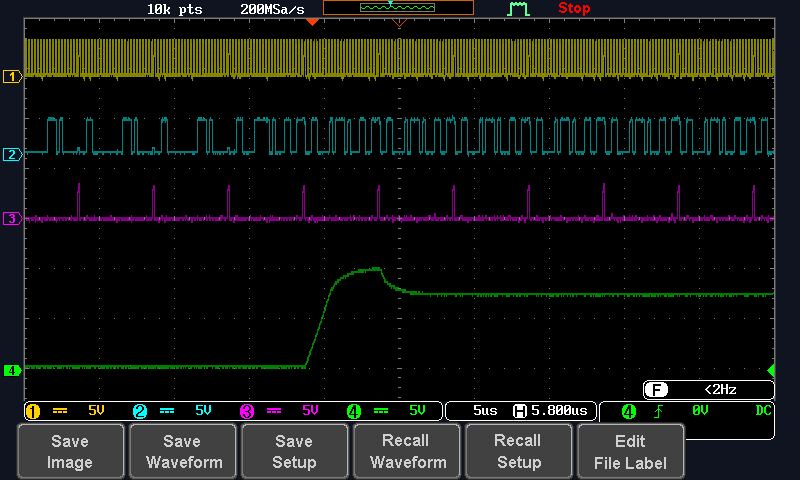 10k pts 200MSa/s Stop
1
2
3
4
F <2Hz
1 5V 2 5V 3 5V 4 5V 5us H 5.800us 4 0V DC
Save Image
Save Waveform
Save Setup
Recall Waveform
Recall Setup
Edit File Label